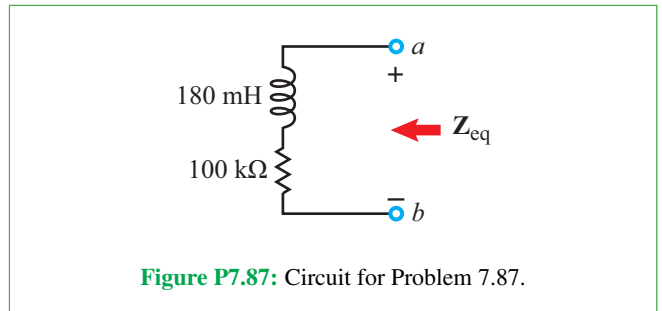 a
+
180 mH
Z_eq
100 kΩ
–
b
Figure P7.87: Circuit for Problem 7.87.